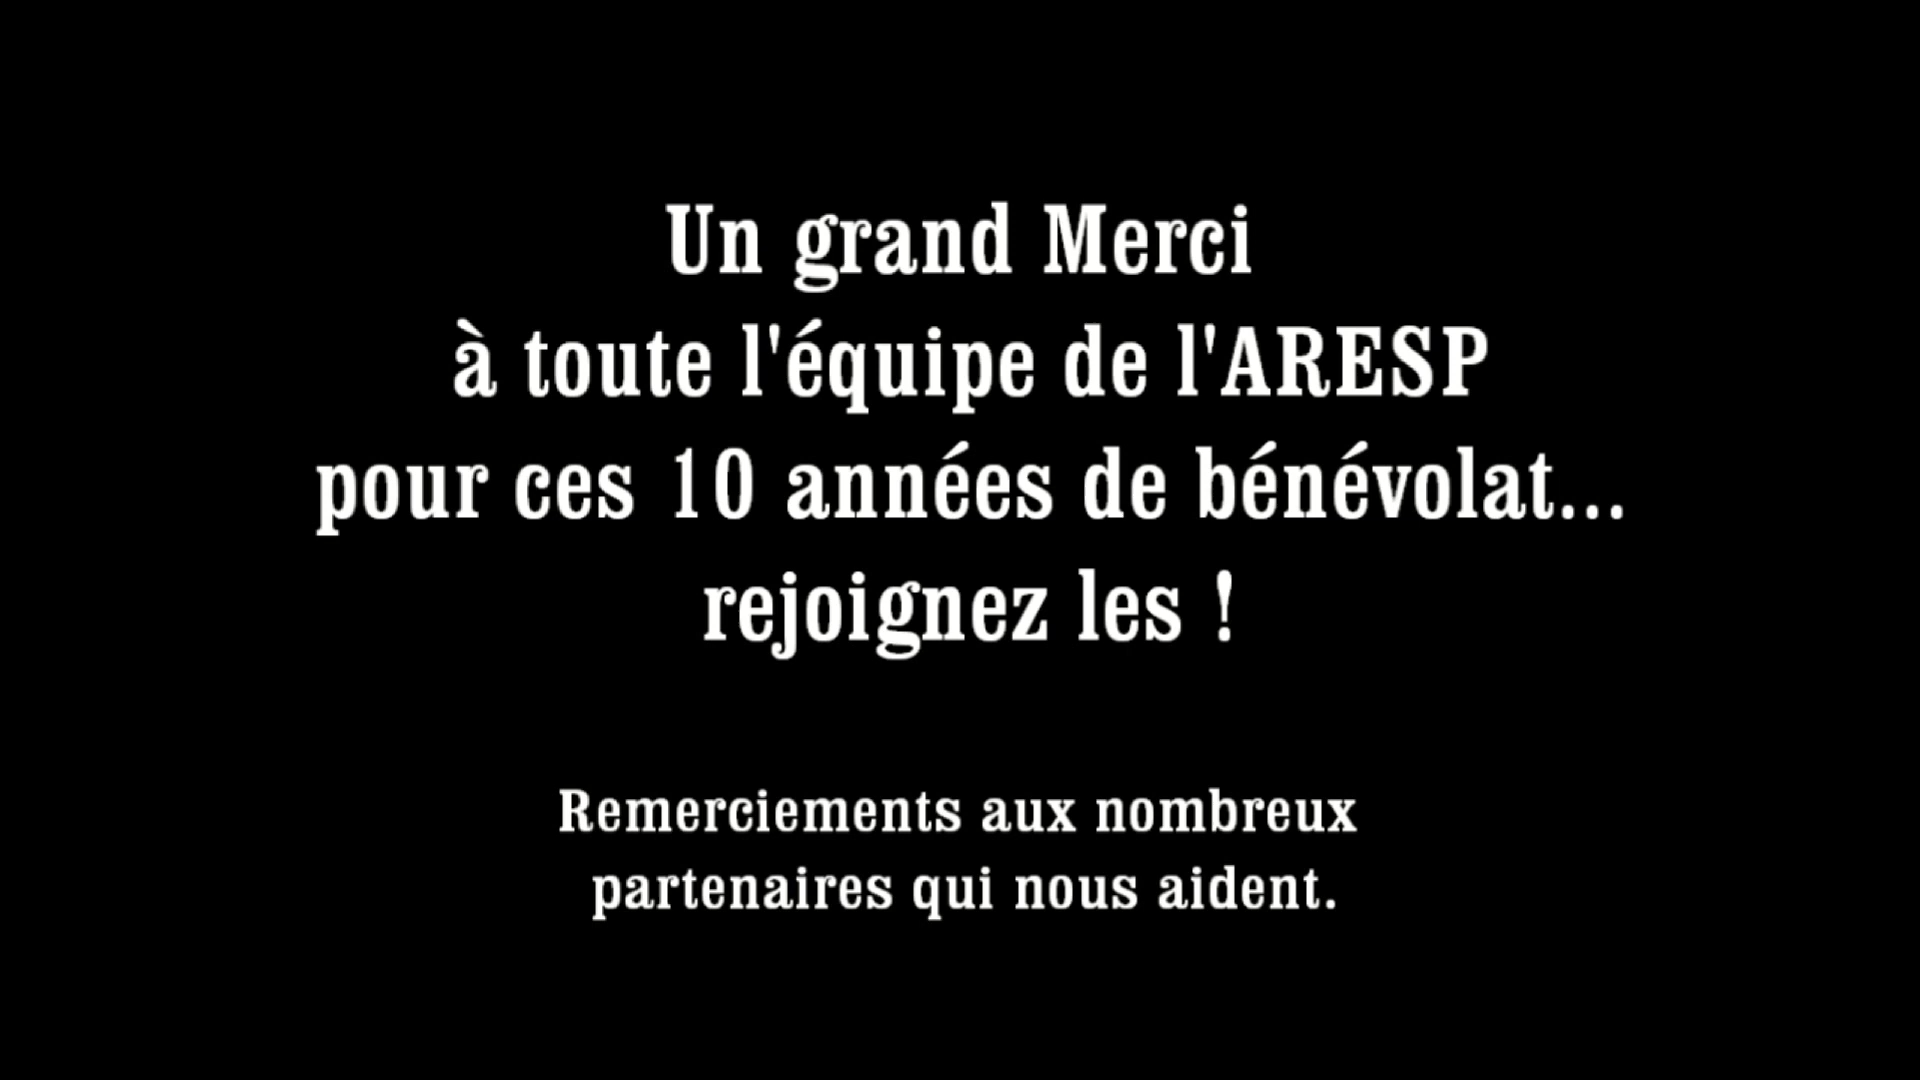 Un grand Merci
à toute l'équipe de l'ARESP
pour ces 10 années de bénévolat...
rejoignez les !
Remerciements aux nombreux
partenaires qui nous aident.